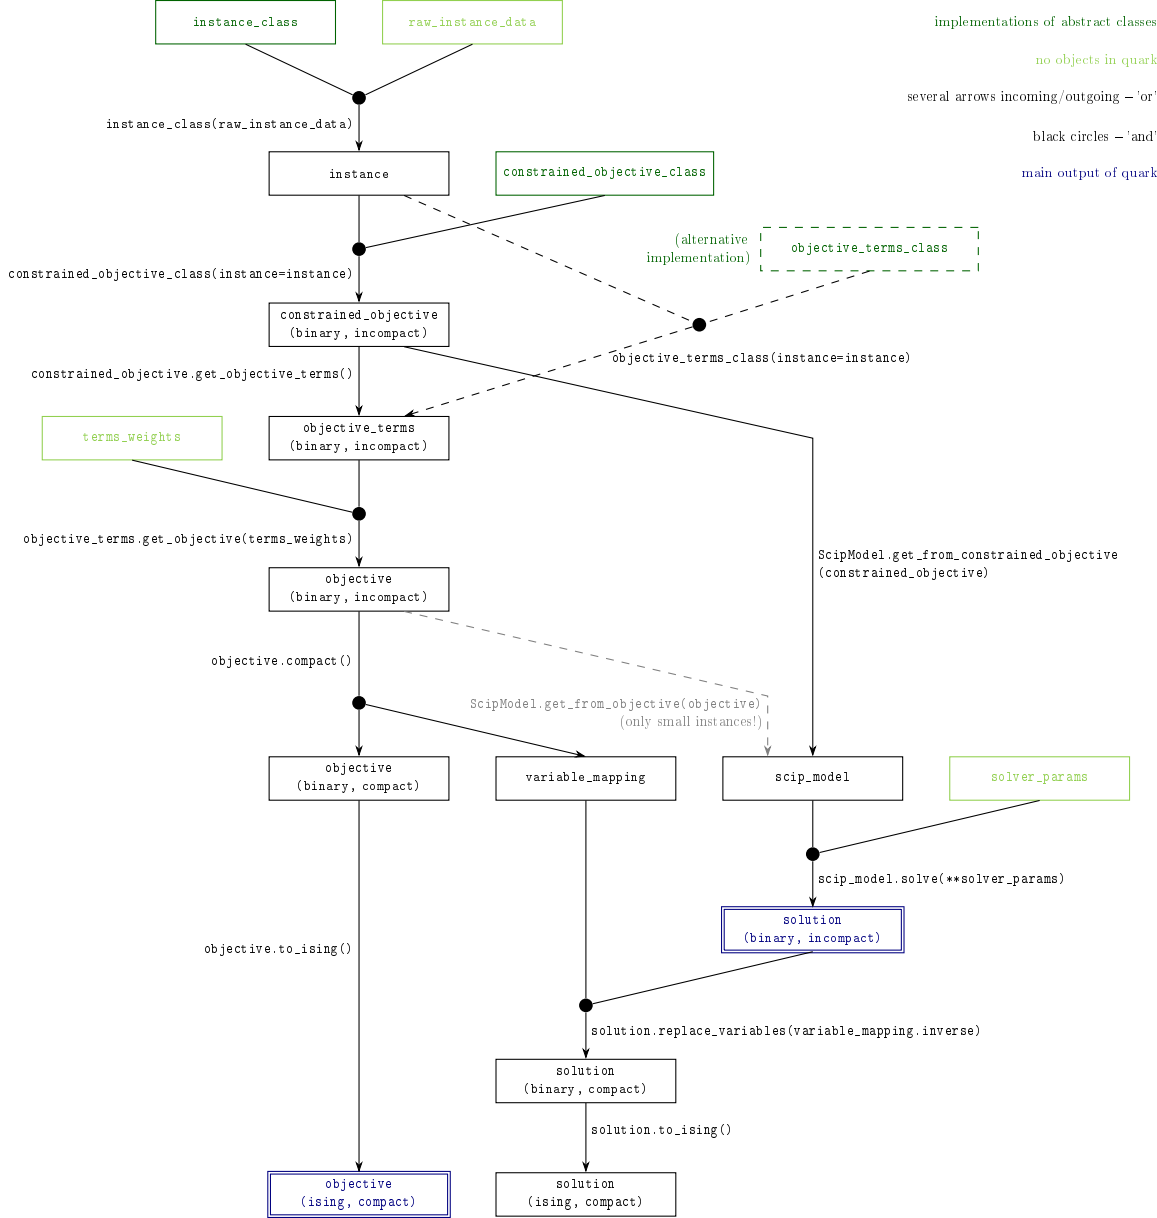 instance_class
raw_instance_data
implementations of abstract classes
no objects in quark
several arrows incoming/outgoing – 'or'
black circles – 'and'
main output of quark
instance_class(raw_instance_data)
instance
constrained_objective_class
(alternative
implementation)
objective_terms_class
constrained_objective_class(instance=instance)
constrained_objective
(binary, incompact)
objective_terms_class(instance=instance)
constrained_objective.get_objective_terms()
terms_weights
objective_terms
(binary, incompact)
objective_terms.get_objective(terms_weights)
ScipModel.get_from_constrained_objective
(constrained_objective)
objective
(binary, incompact)
objective.compact()
ScipModel.get_from_objective(objective)
(only small instances!)
objective
(binary, compact)
variable_mapping
scip_model
solver_params
scip_model.solve(**solver_params)
solution
(binary, incompact)
objective.to_ising()
solution.replace_variables(variable_mapping.inverse)
solution
(binary, compact)
solution.to_ising()
objective
(ising, compact)
solution
(ising, compact)